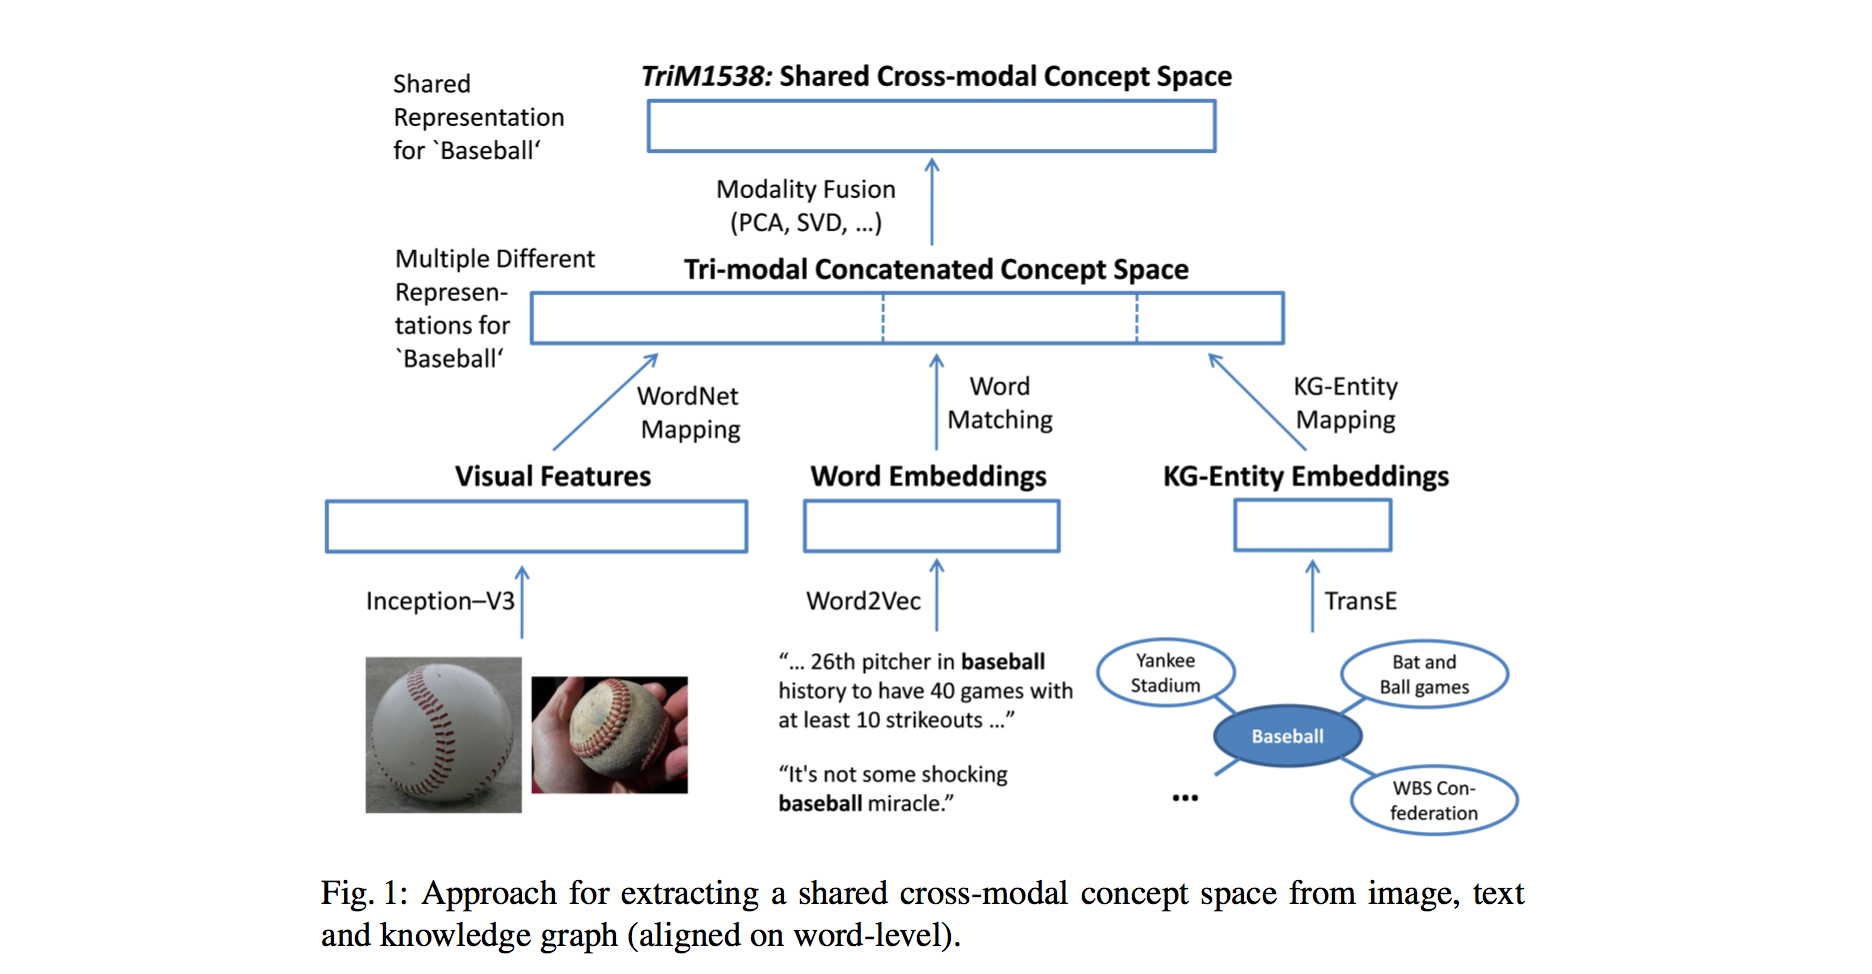 TriM1538: Shared Cross-modal Concept Space
Shared
Representation
for `Baseball‘
Modality Fusion
(PCA, SVD, ...)
Multiple Different
Represen-
tations for
`Baseball‘
Tri-modal Concatenated Concept Space
WordNet
Mapping
Word
Matching
KG-Entity
Mapping
Visual Features
Word Embeddings
KG-Entity Embeddings
Inception–V3
Word2Vec
TransE
“... 26th pitcher in baseball
history to have 40 games with
at least 10 strikeouts ...”
“It's not some shocking
baseball miracle.”
Yankee
Stadium
Bat and
Ball games
Baseball
WBS Con-
federation
...
Fig. 1: Approach for extracting a shared cross-modal concept space from image, text
and knowledge graph (aligned on word-level).